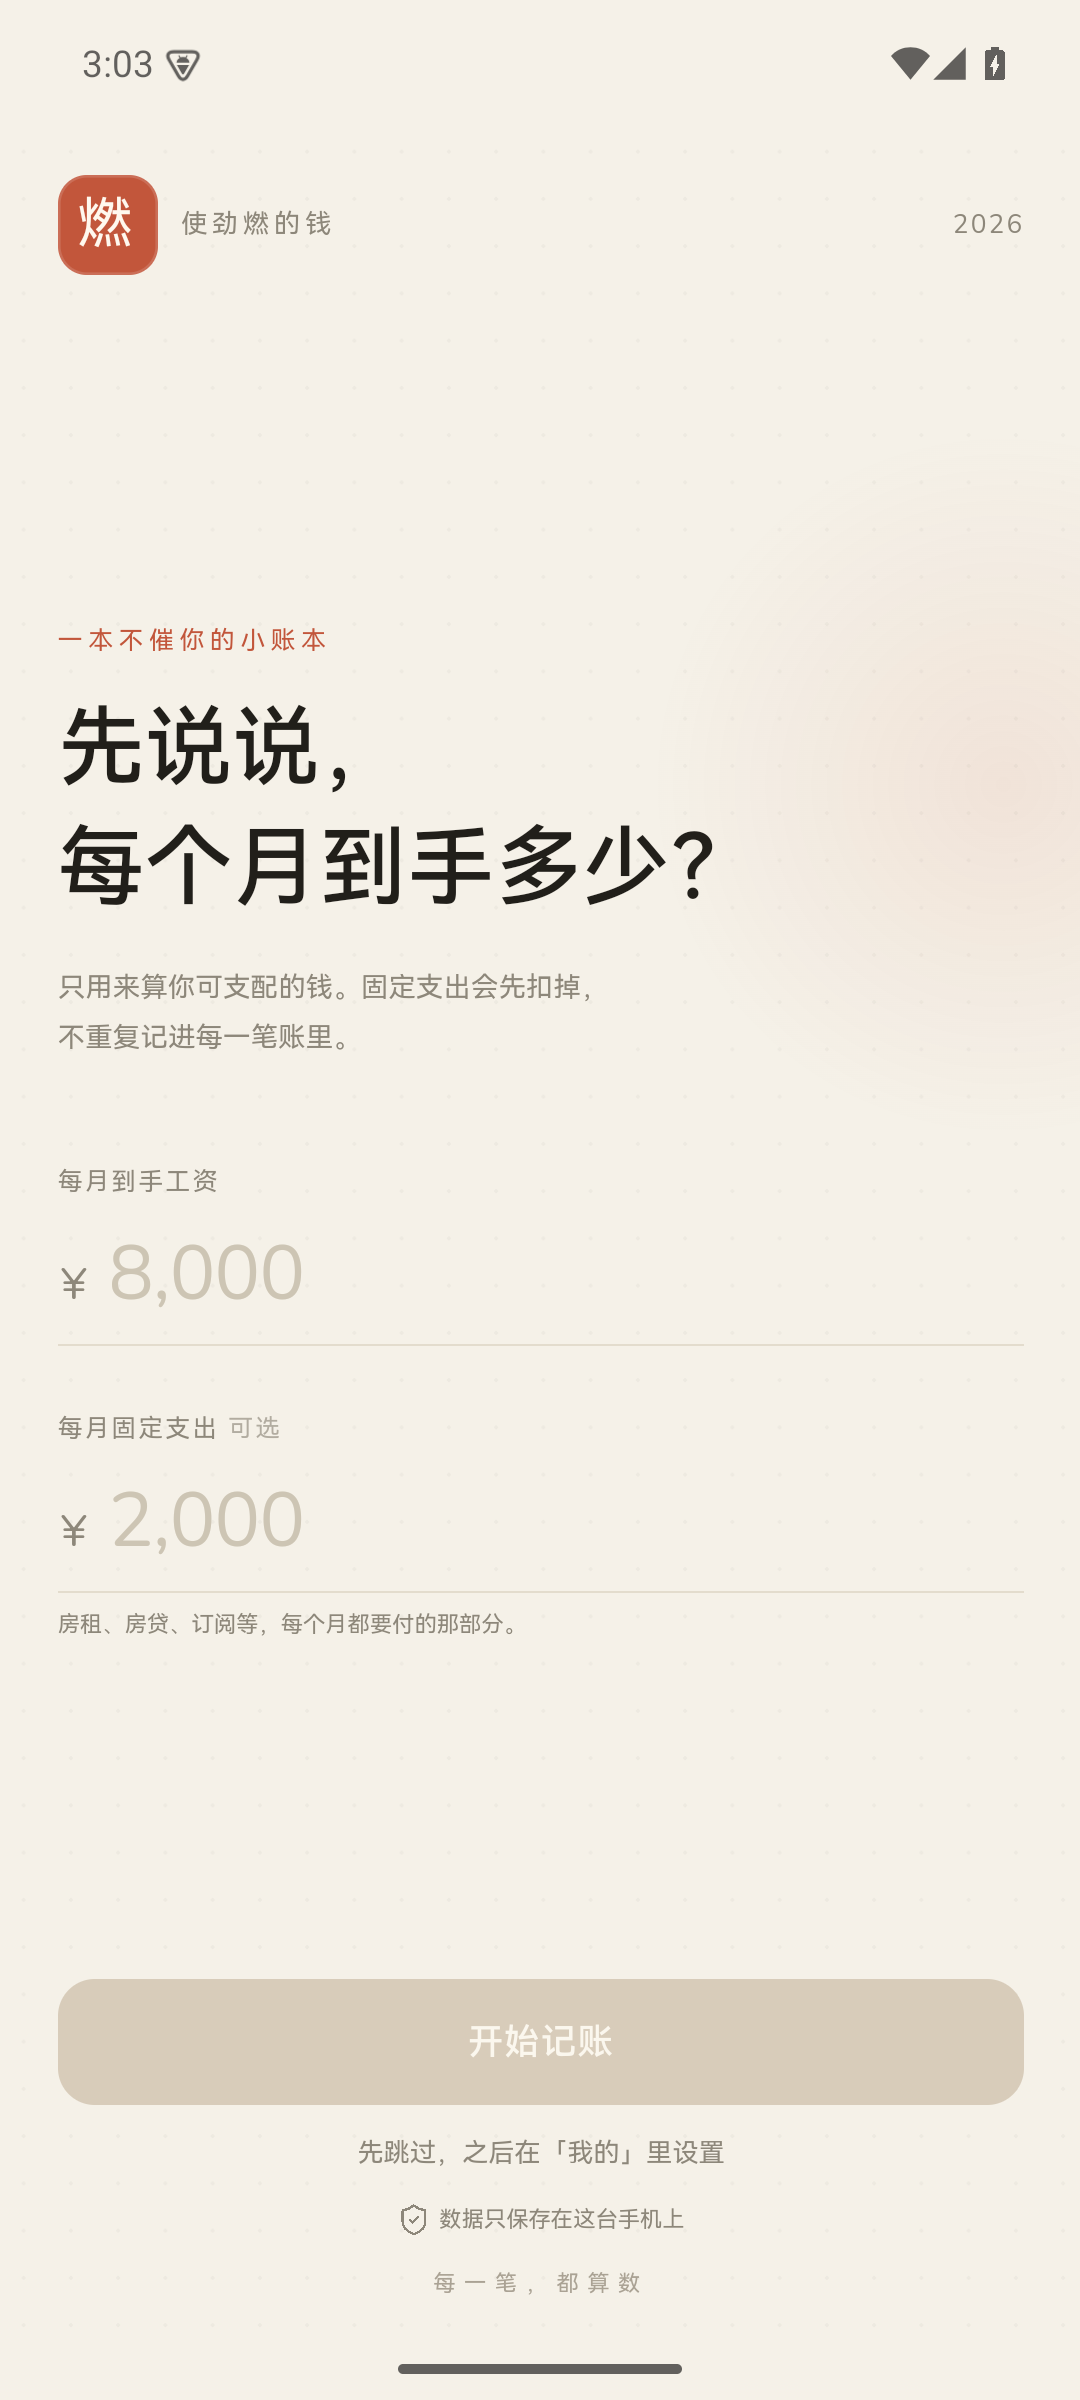 3:03
燃 使劲燃的钱 2026
一本不催你的小账本
先说说，
每个月到手多少？
只用来算你可支配的钱。固定支出会先扣掉，
不重复记进每一笔账里。
每月到手工资
¥ 8,000
每月固定支出 可选
¥ 2,000
房租、房贷、订阅等，每个月都要付的那部分。
开始记账
先跳过，之后在「我的」里设置
数据只保存在这台手机上
每一笔，都算数